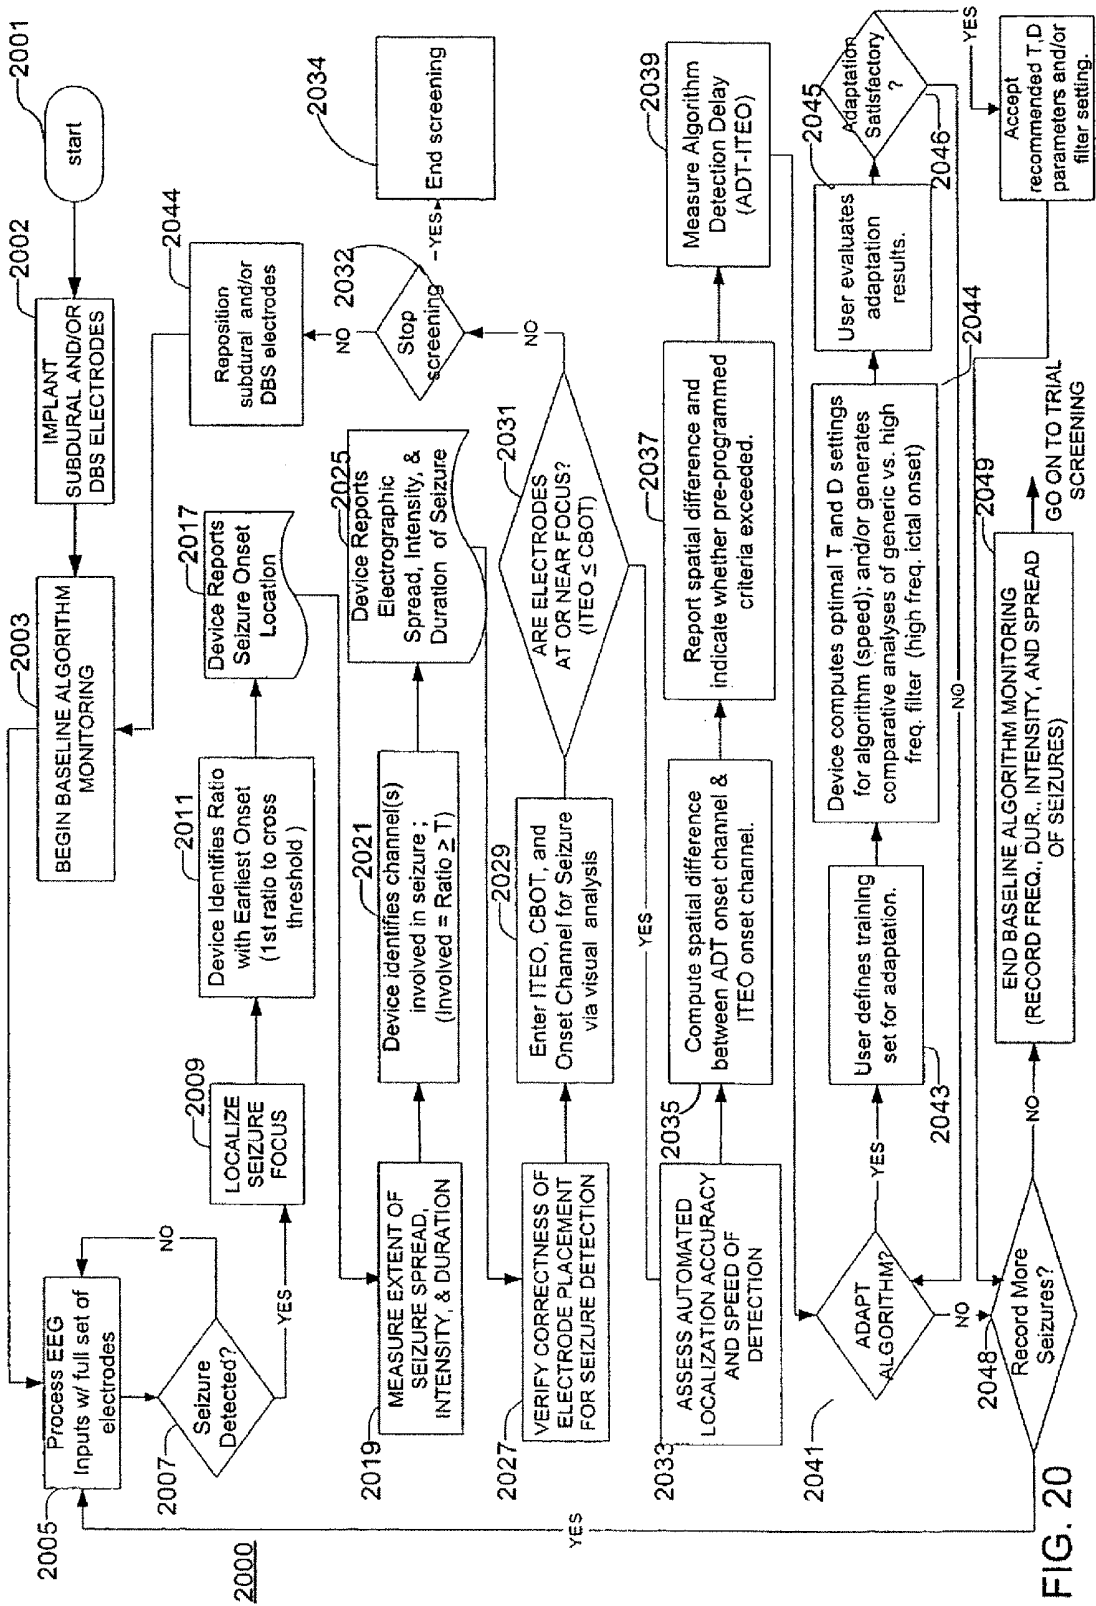 2001
start
2002
IMPLANT
SUBDURAL AND/OR
DBS ELECTRODES
2003
BEGIN BASELINE ALGORITHM
MONITORING
2005
Process EEG
Inputs w/ full set of
electrodes
2007
Seizure
Detected?
NO
YES
2009
LOCALIZE
SEIZURE
FOCUS
2011
Device Identifies Ratio
with Earliest Onset
(1st ratio to cross
threshold )
2017
Device Reports
Seizure Onset
Location
2019
MEASURE EXTENT OF
SEIZURE SPREAD,
INTENSITY, & DURATION
2021
Device identifies channel(s)
involved in seizure ;
(Involved = Ratio ≥ T)
2025
Device Reports
Electrographic
Spread, Intensity, &
Duration of Seizure
2027
VERIFY CORRECTNESS OF
ELECTRODE PLACEMENT
FOR SEIZURE DETECTION
2029
Enter ITEO, CBOT, and
Onset Channel for Seizure
via visual analysis
2031
ARE ELECTRODES
AT OR NEAR FOCUS?
(ITEO ≤ CBOT)
NO
YES
2032
Stop
screening
YES
2034
End screening
NO
2044
Reposition
subdural and/or
DBS electrodes
2033
ASSESS AUTOMATED
LOCALIZATION ACCURACY
AND SPEED OF
DETECTION
2035
Compute spatial difference
between ADT onset channel &
ITEO onset channel.
2037
Report spatial difference and
indicate whether pre-programmed
criteria exceeded.
2039
Measure Algorithm
Detection Delay
(ADT-ITEO)
2041
ADAPT
ALGORITHM?
YES
NO
2043
User defines training
set for adaptation.
2044
Device computes optimal T and D settings
for algorithm (speed); and/or generates
comparative analyses of generic vs. high
freq. filter (high freq. ictal onset)
2045
User evaluates
adaptation
results.
2046
Adaptation
Satisfactory
?
YES
NO
Accept
recommended T,D
parameters and/or
filter setting.
2048
Record More
Seizures?
NO
YES
2049
END BASELINE ALGORITHM MONITORING
(RECORD FREQ., DUR., INTENSITY, AND SPREAD
OF SEIZURES)
GO ON TO TRIAL
SCREENING
2000
FIG. 20